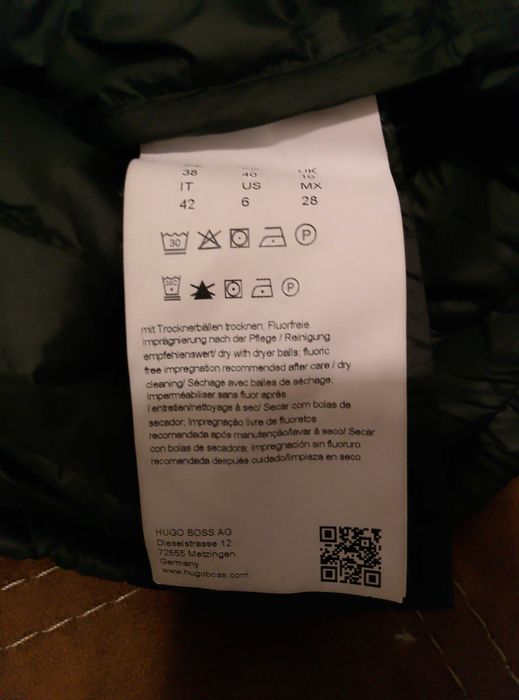 38 40
IT US MX
42 6 28
30 P
30C P
mit Trocknerbällen trocknen; Fluorfreie
Imprägnierung nach der Pflege / Reinigung
empfehlenswert/ dry with dryer balls; fluoric
free impregnation recommended after care / dry
cleaning/ Séchage avec balles de séchage;
Imperméabiliser sans fluor après
l'entretien/nettoyage à sec/ Secar com bolas de
secador; Impregnação livre de fluoretos
recomendada após manutenção/lavar à seco/ Secar
con bolas de secadora; Impregnación sin fluoruro
recomendada después cuidado/limpieza en seco
HUGO BOSS AG
Dieselstrasse 12
72555 Metzingen
Germany
www.hugoboss.com